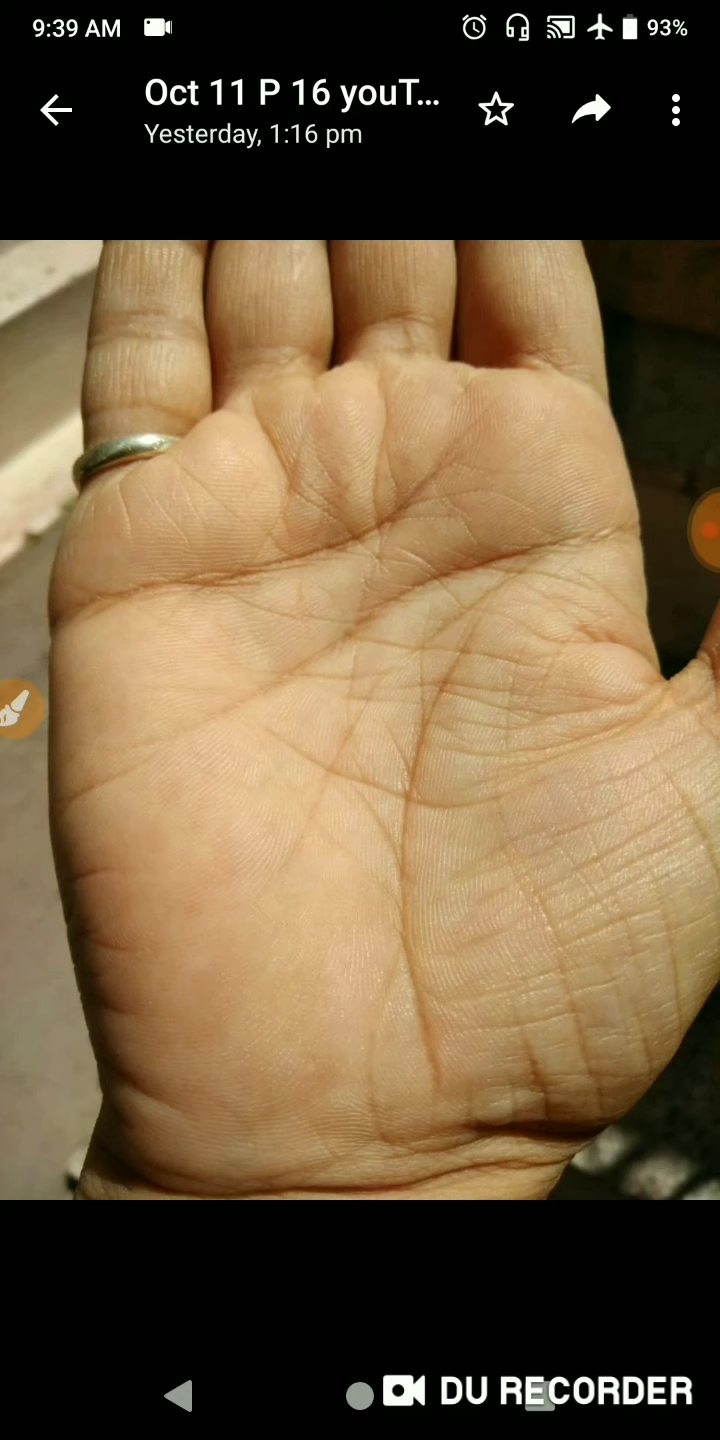 9:39 AM
93%
Oct 11 P 16 youT...
Yesterday, 1:16 pm
DU RECORDER